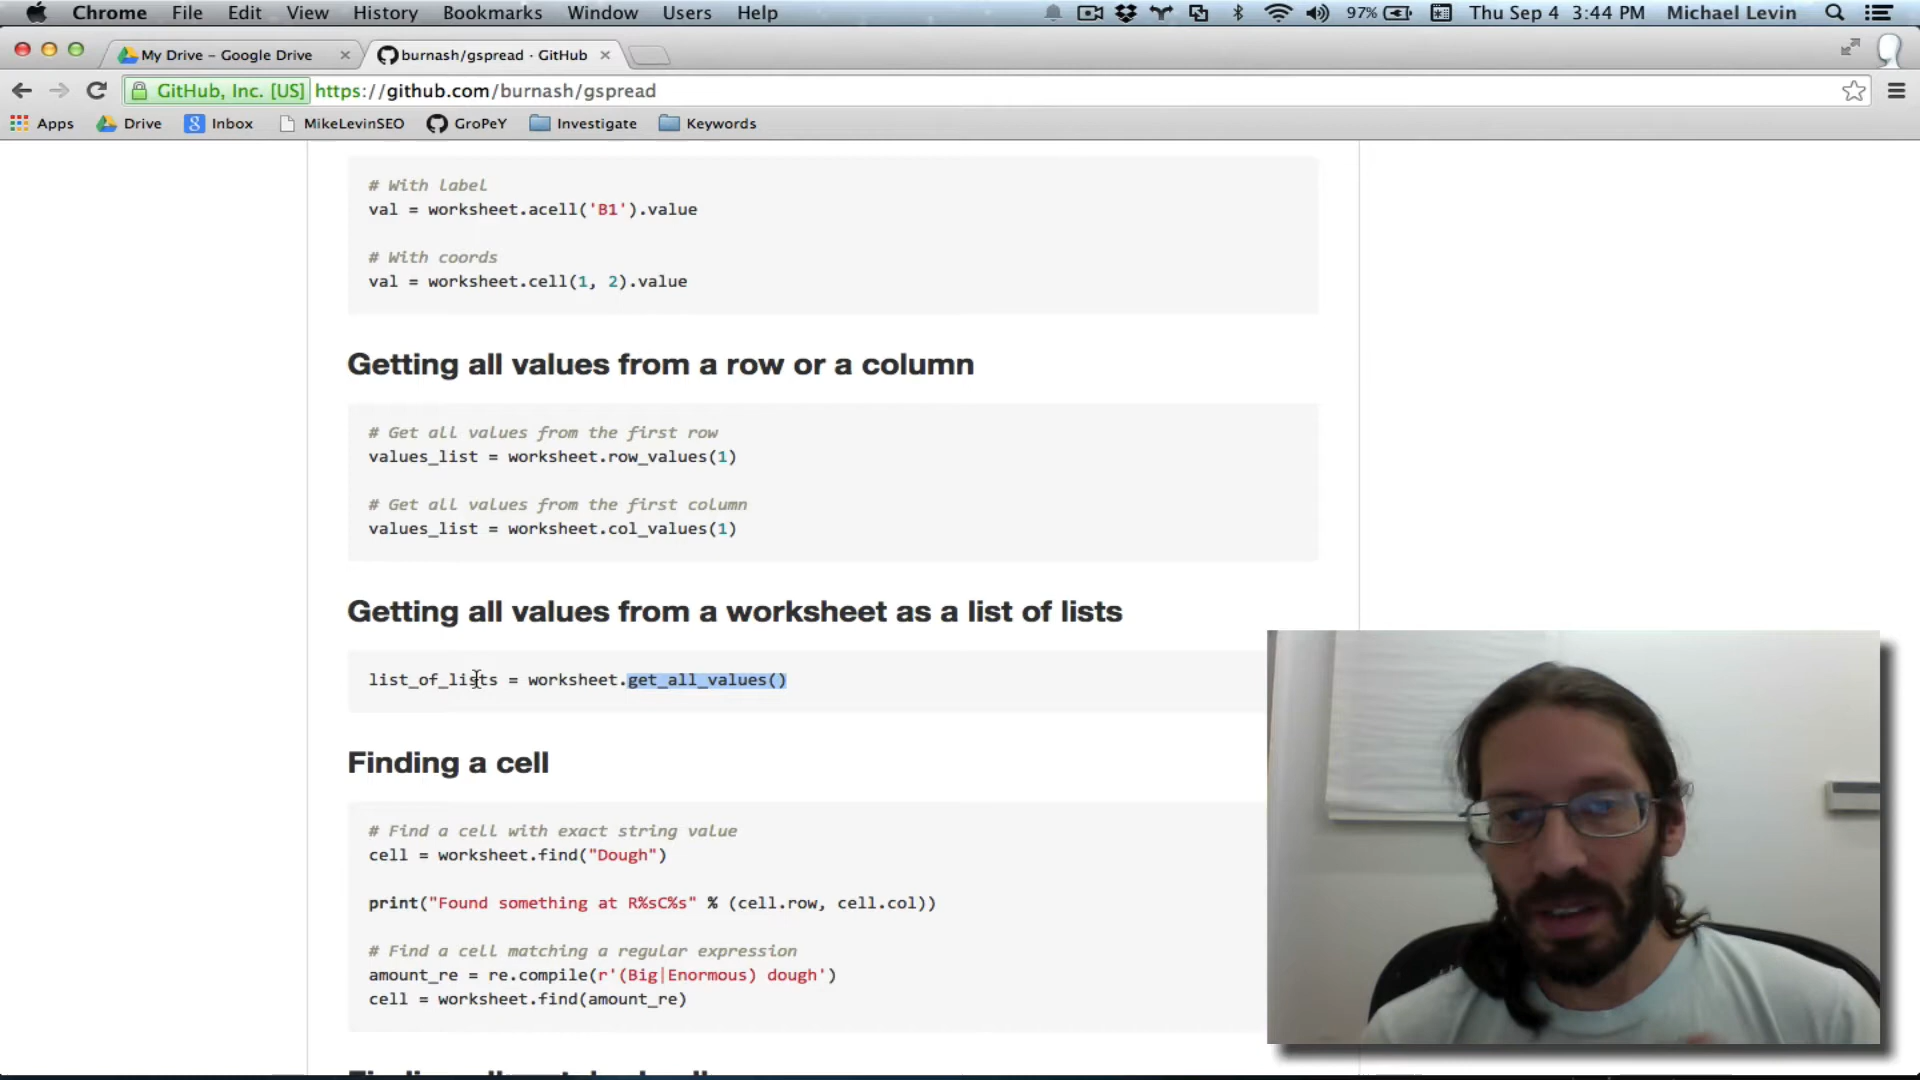 Chrome File Edit View History Bookmarks Window Users Help 97% Thu Sep 4 3:44 PM Michael Levin
My Drive - Google Drive burnash/gspread · GitHub
GitHub, Inc. [US] https://github.com/burnash/gspread
Apps Drive Inbox MikeLevinSEO GroPeY Investigate Keywords
# With label
val = worksheet.acell('B1').value
# With coords
val = worksheet.cell(1, 2).value
Getting all values from a row or a column
# Get all values from the first row
values_list = worksheet.row_values(1)
# Get all values from the first column
values_list = worksheet.col_values(1)
Getting all values from a worksheet as a list of lists
list_of_lists = worksheet.get_all_values()
Finding a cell
# Find a cell with exact string value
cell = worksheet.find("Dough")
print("Found something at R%sC%s" % (cell.row, cell.col))
# Find a cell matching a regular expression
amount_re = re.compile(r'(Big|Enormous) dough')
cell = worksheet.find(amount_re)